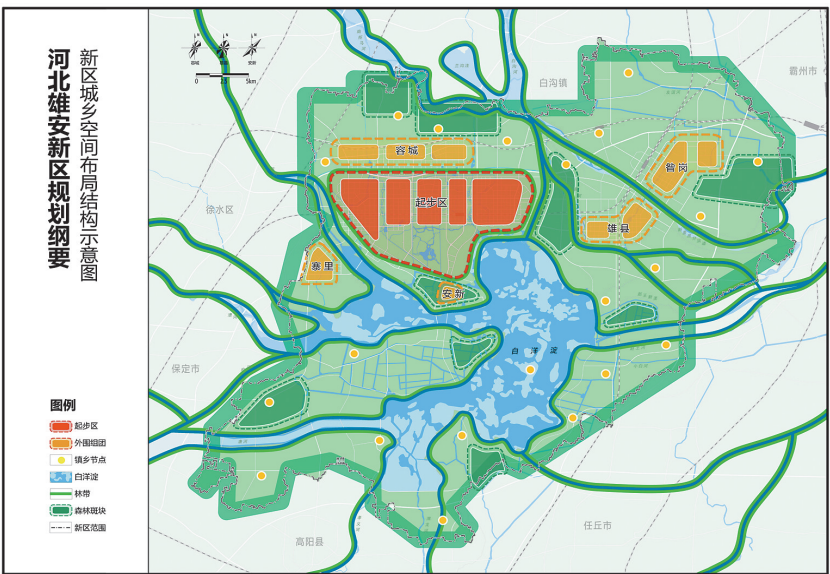 河北雄安新区规划纲要
新区城乡空间布局结构示意图
容城
安新
0
5km
白沟镇
霸州市
容城
昝岗
起步区
徐水区
雄县
寨里
安新
白洋淀
保定市
图例
起步区
外围组团
镇乡节点
白洋淀
林带
森林斑块
新区范围
高阳县
任丘市